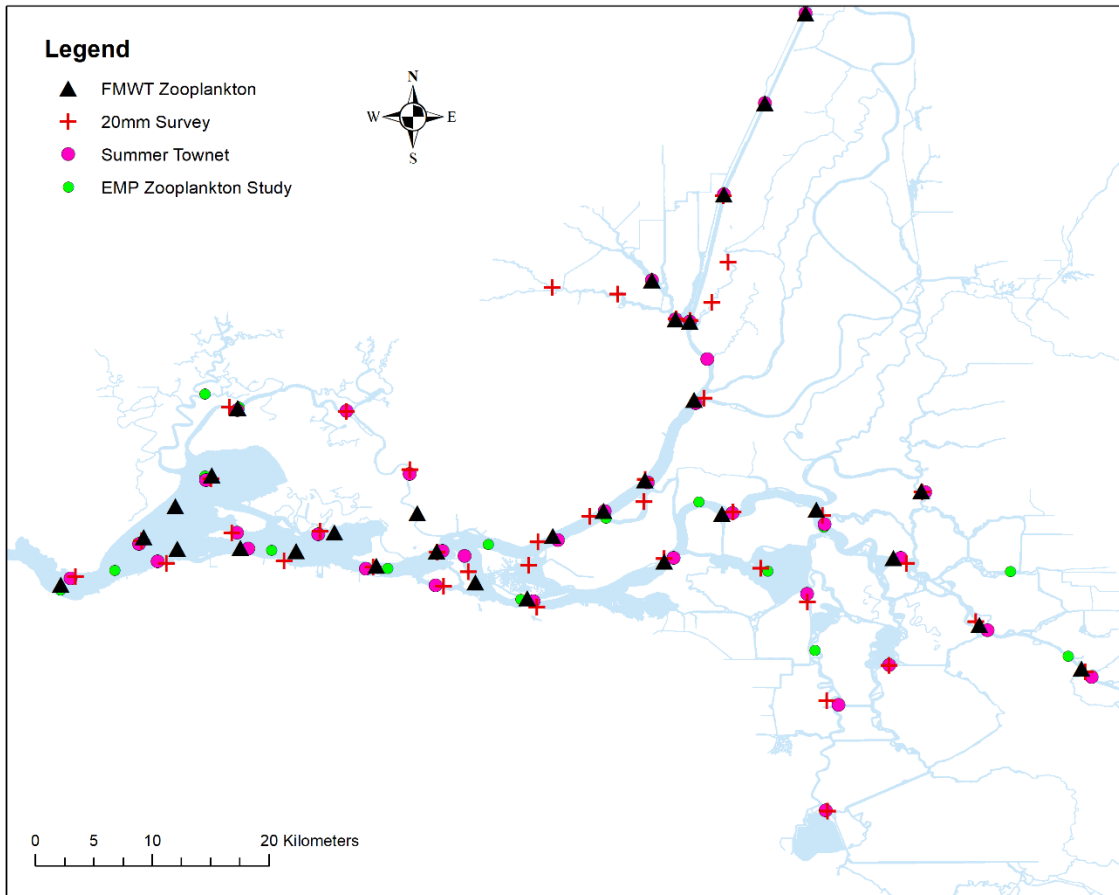 Legend
FMWT Zooplankton
20mm Survey
Summer Townet
EMP Zooplankton Study
N
W E
S
0 5 10 20 Kilometers